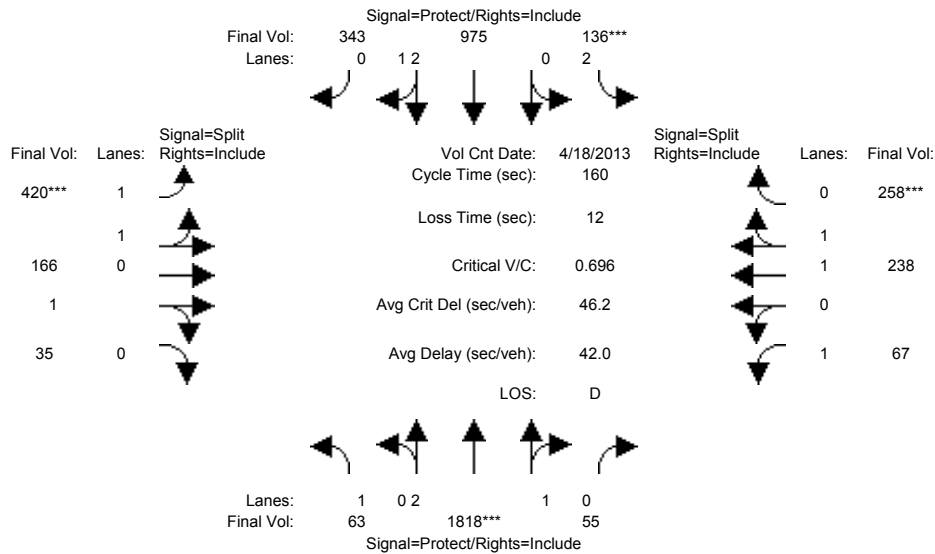 Signal=Protect/Rights=Include
Final Vol: 343 975 136***
Lanes: 0 1 2 0 2
Signal=Split
Final Vol: Lanes: Rights=Include
Vol Cnt Date: 4/18/2013
Signal=Split
Rights=Include Lanes: Final Vol:
Cycle Time (sec): 160
420*** 1
0 258***
Loss Time (sec): 12
1
1
166 0
Critical V/C: 0.696
1 238
1
Avg Crit Del (sec/veh): 46.2
0
35 0
Avg Delay (sec/veh): 42.0
1 67
LOS: D
Lanes: 1 0 2 1 0
Final Vol: 63 1818*** 55
Signal=Protect/Rights=Include